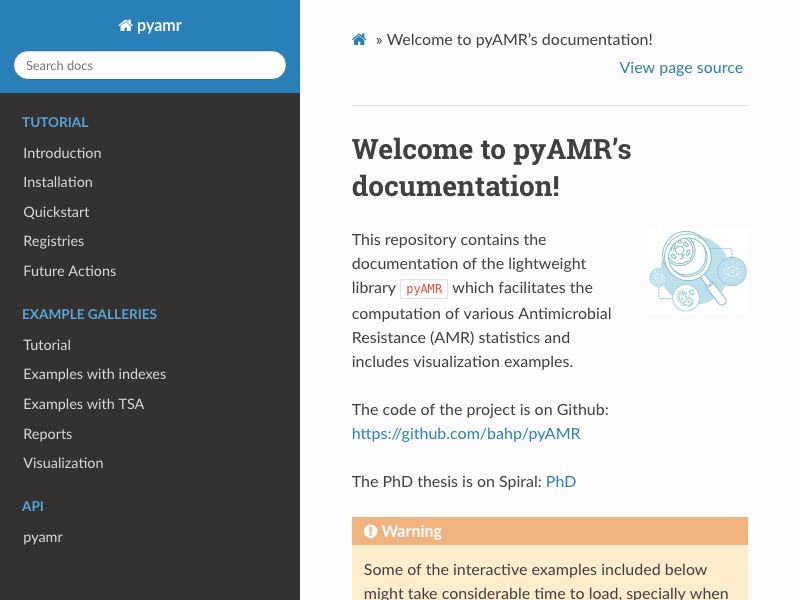 pyamr
Search docs
TUTORIAL
Introduction
Installation
Quickstart
Registries
Future Actions
EXAMPLE GALLERIES
Tutorial
Examples with indexes
Examples with TSA
Reports
Visualization
API
pyamr
» Welcome to pyAMR’s documentation!
View page source
Welcome to pyAMR’s
documentation!
This repository contains the
documentation of the lightweight
library pyAMR which facilitates the
computation of various Antimicrobial
Resistance (AMR) statistics and
includes visualization examples.
The code of the project is on Github:
https://github.com/bahp/pyAMR
The PhD thesis is on Spiral: PhD
Warning
Some of the interactive examples included below
might take considerable time to load, specially when